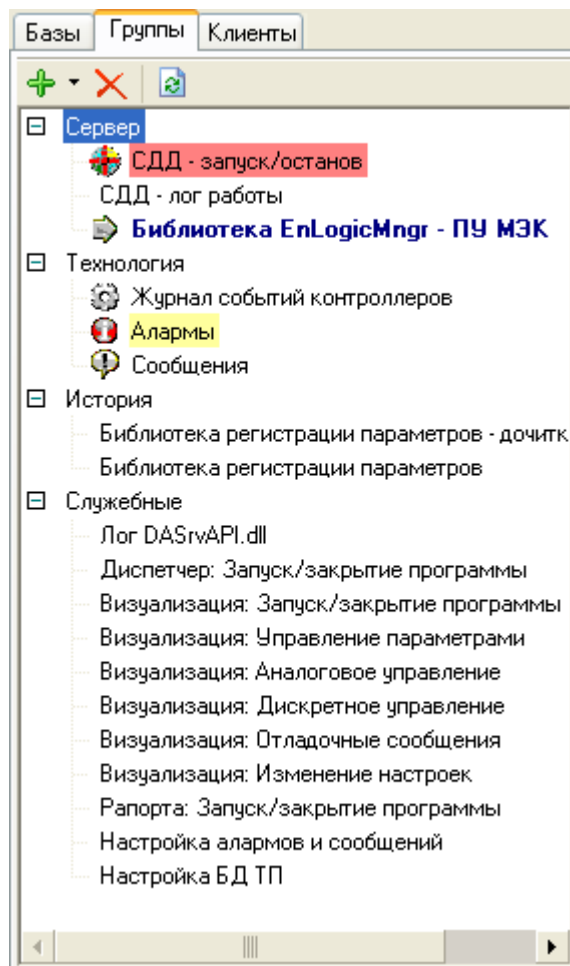 Базы Группы Клиенты
Сервер
СДД - запуск/останов
СДД - лог работы
Библиотека EnLogicMngr - ПУ МЭК
Технология
Журнал событий контроллеров
Алармы
Сообщения
История
Библиотека регистрации параметров - дочитк
Библиотека регистрации параметров
Служебные
Лог DASrvAPI.dll
Диспетчер: Запуск/закрытие программы
Визуализация: Запуск/закрытие программы
Визуализация: Управление параметрами
Визуализация: Аналоговое управление
Визуализация: Дискретное управление
Визуализация: Отладочные сообщения
Визуализация: Изменение настроек
Рапорта: Запуск/закрытие программы
Настройка алармов и сообщений
Настройка БД ТП